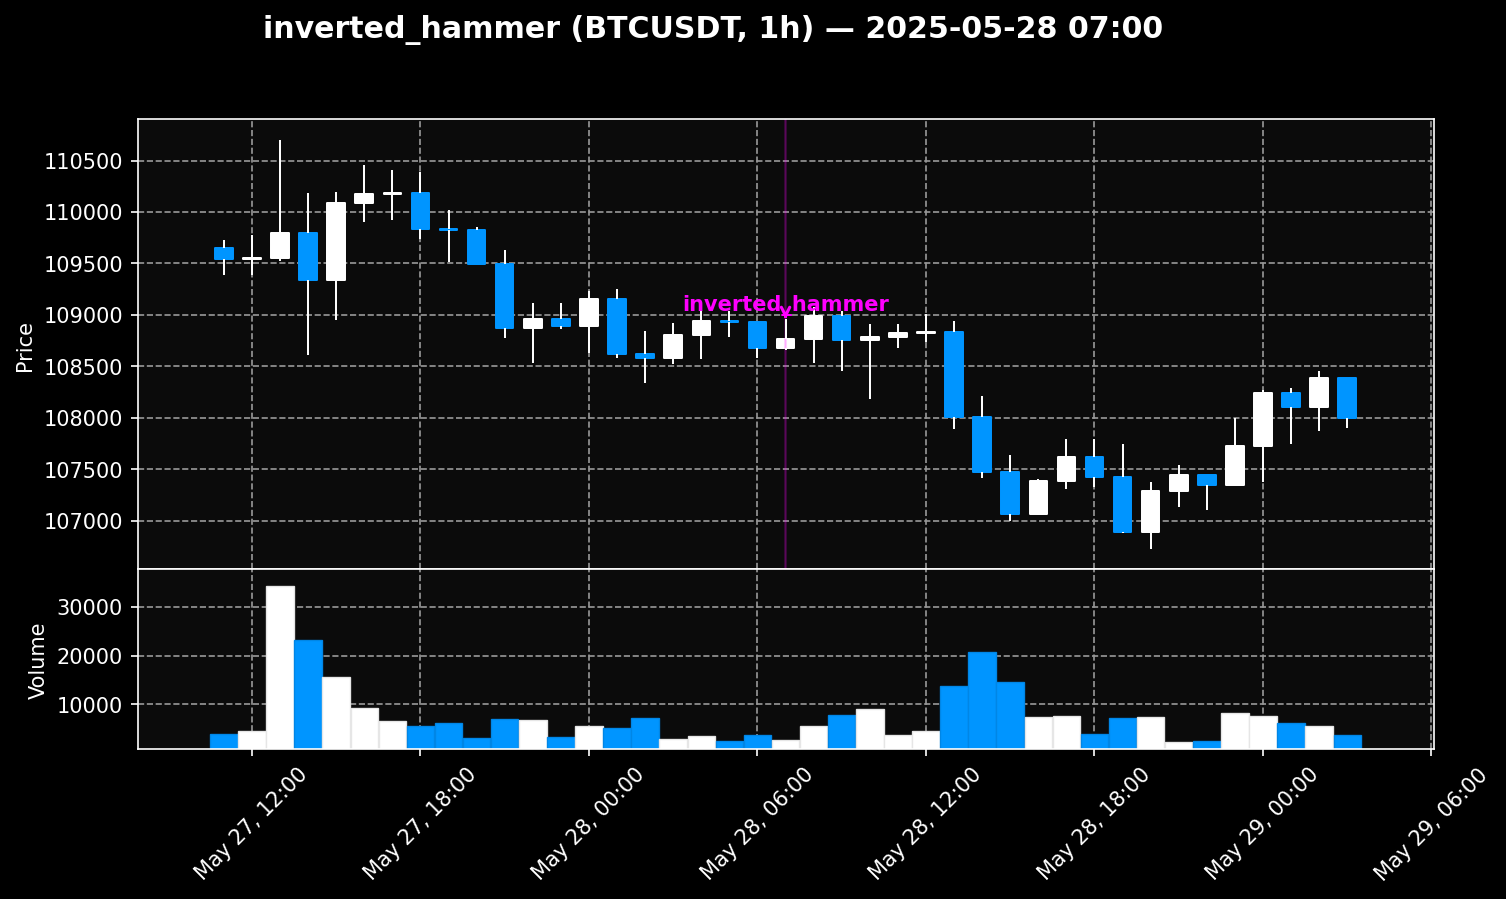 inverted_hammer (BTCUSDT, 1h) — 2025-05-28 07:00
Price
110500
110000
109500
109000
108500
108000
107500
107000
inverted_hammer
Volume
30000
20000
10000
May 27, 12:00
May 27, 18:00
May 28, 00:00
May 28, 06:00
May 28, 12:00
May 28, 18:00
May 29, 00:00
May 29, 06:00